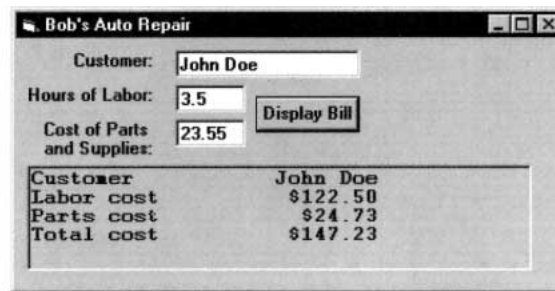 Bob's Auto Repair
Customer: John Doe
Hours of Labor: 3.5
Display Bill
Cost of Parts
and Supplies: 23.55
Customer John Doe
Labor cost $122.50
Parts cost $24.73
Total cost $147.23